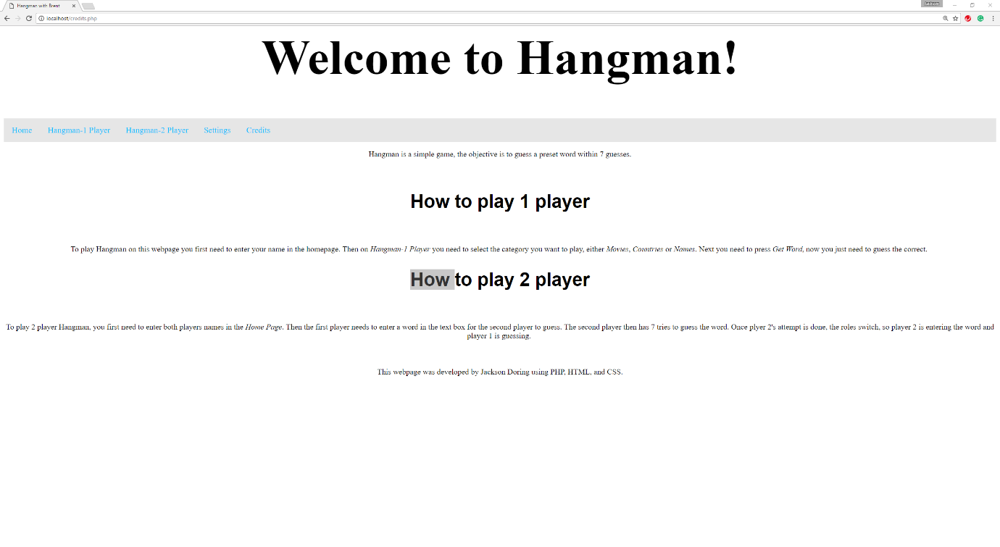 Hangman with Brent
Jackson
localhost/credits.php
Welcome to Hangman!
Home Hangman-1 Player Hangman-2 Player Settings Credits
Hangman is a simple game, the objective is to guess a preset word within 7 guesses.
How to play 1 player
To play Hangman on this webpage you first need to enter your name in the homepage. Then on Hangman-1 Player you need to select the category you want to play, either Movies, Countries or Names. Next you need to press Get Word, now you just need to guess the correct.
How to play 2 player
To play 2 player Hangman, you first need to enter both players names in the Home Page. Then the first player needs to enter a word in the text box for the second player to guess. The second player then has 7 tries to guess the word. Once plyer 2's attempt is done, the roles switch, so player 2 is entering the word and
player 1 is guessing.
This webpage was developed by Jackson Doring using PHP, HTML, and CSS.